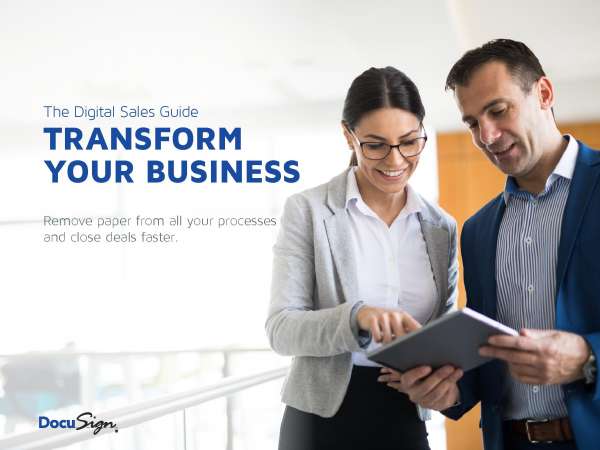 The Digital Sales Guide
TRANSFORM
YOUR BUSINESS
Remove paper from all your processes
and close deals faster.
DocuSign